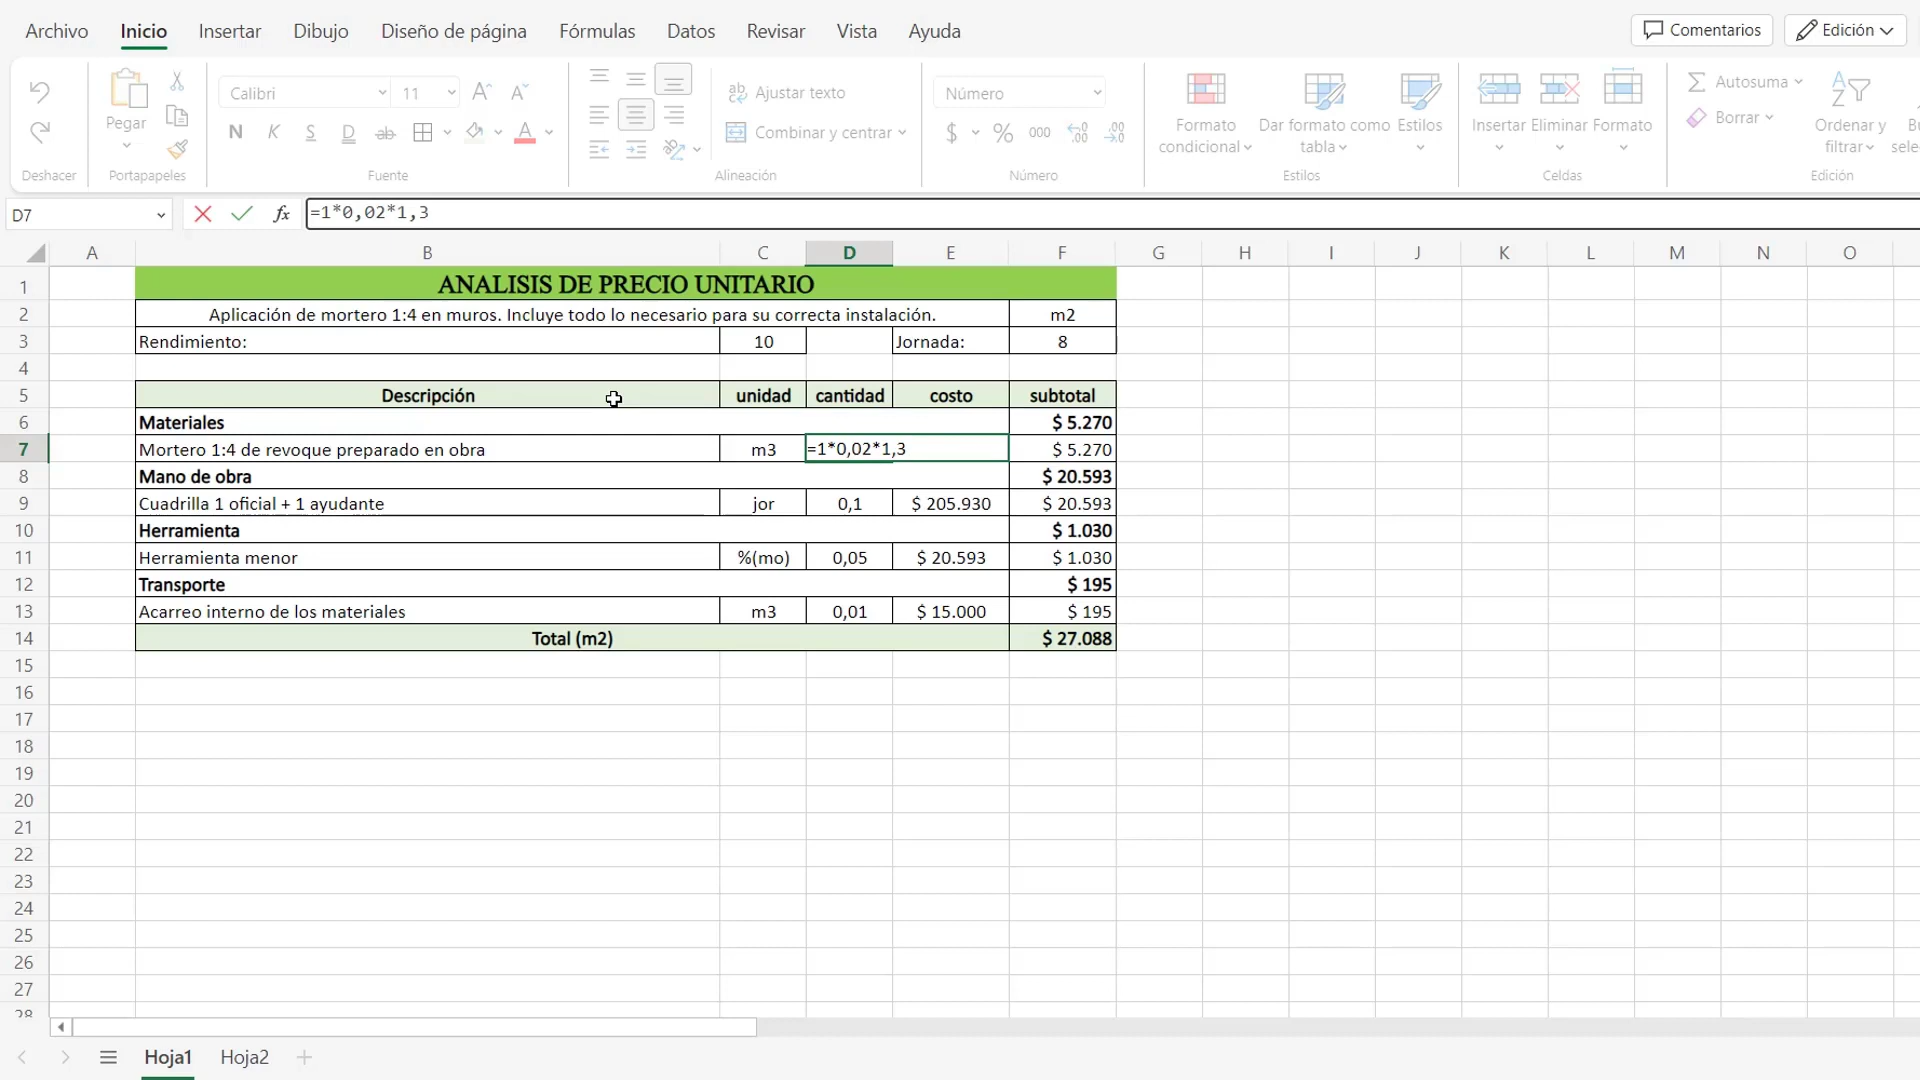 Archivo Inicio Insertar Dibujo Diseño de página Fórmulas Datos Revisar Vista Ayuda Comentarios Edición
Calibri 11 Ajustar texto Número Autosuma
Pegar Formato condicional Dar formato como tabla Estilos Insertar Eliminar Formato Borrar Ordenar y filtrar
N K S D ab A Combinar y centrar $ % 000
Deshacer Portapapeles Fuente Alineación Número Estilos Celdas Edición
D7 fx =1*0,02*1,3
A B C D E F G H I J K L M N O
1 ANALISIS DE PRECIO UNITARIO
2 Aplicación de mortero 1:4 en muros. Incluye todo lo necesario para su correcta instalación. m2
3 Rendimiento: 10 Jornada: 8
4
5 Descripción unidad cantidad costo subtotal
6 Materiales $ 5.270
7 Mortero 1:4 de revoque preparado en obra m3 =1*0,02*1,3 $ 5.270
8 Mano de obra $ 20.593
9 Cuadrilla 1 oficial + 1 ayudante jor 0,1 $ 205.930 $ 20.593
10 Herramienta $ 1.030
11 Herramienta menor %(mo) 0,05 $ 20.593 $ 1.030
12 Transporte $ 195
13 Acarreo interno de los materiales m3 0,01 $ 15.000 $ 195
14 Total (m2) $ 27.088
15
16
17
18
19
20
21
22
23
24
25
26
27
28
Hoja1 Hoja2